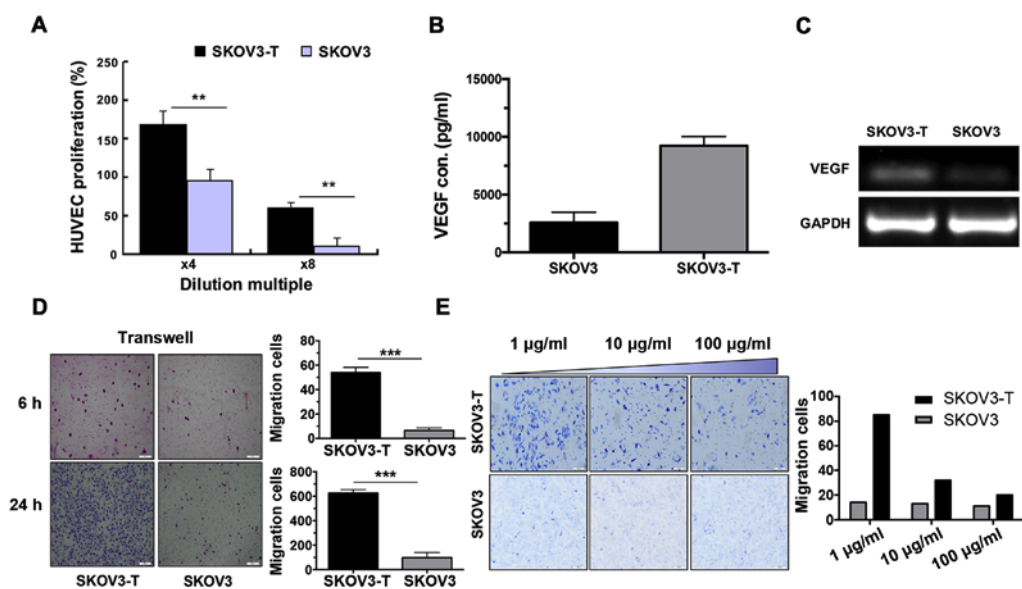 A
SKOV3-T SKOV3
HUVEC proliferation (%)
250
200
150
100
50
0
**
**
x4 x8
Dilution multiple
B
VEGF con. (pg/ml)
15000
10000
5000
0
SKOV3 SKOV3-T
C
SKOV3-T SKOV3
VEGF
GAPDH
D
Transwell
6 h
24 h
SKOV3-T SKOV3
Migration cells
80
60
40
20
0
***
SKOV3-T SKOV3
Migration cells
800
600
400
200
0
***
SKOV3-T SKOV3
E
1 µg/ml 10 µg/ml 100 µg/ml
SKOV3-T
SKOV3
Migration cells
100
80
60
40
20
0
SKOV3-T
SKOV3
1 µg/ml 10 µg/ml 100 µg/ml